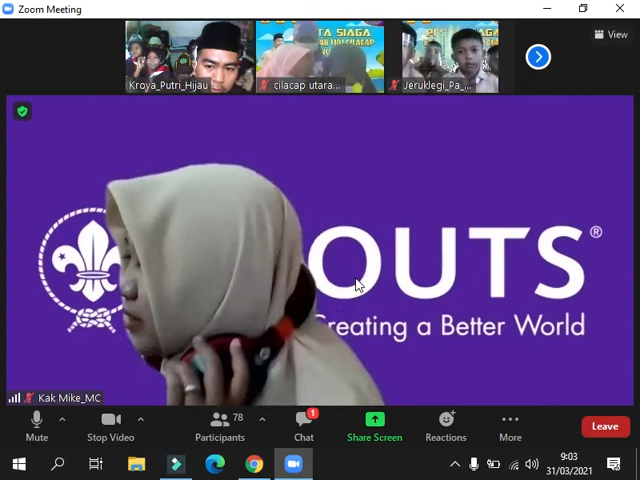 Zoom Meeting
View
Kroya_Putri_Hijau
cilacap utara...
Jeruklegi_Pa_...
OUTS®
Creating a Better World
Kak Mike_MC
Mute
Stop Video
78
Participants
1
Chat
Share Screen
Reactions
More
Leave
9:03
31/03/2021